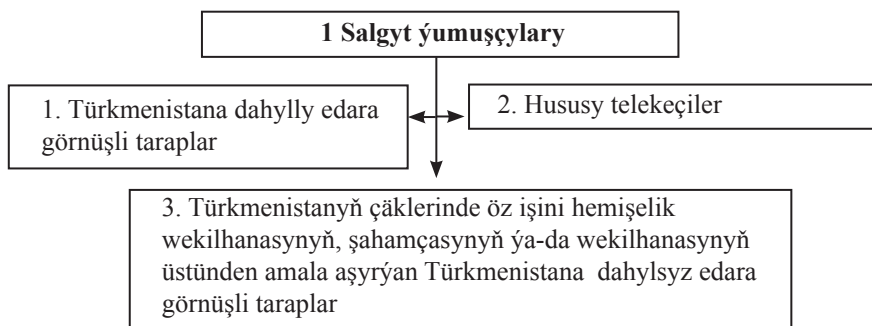 1 Salgyt ýumuşçylary
1. Türkmenistana dahylly edara
görnüşli taraplar
2. Hususy telekeçiler
3. Türkmenistanyň çäklerinde öz işini hemişelik
wekilhanasynyň, şahamçasynyň ýa-da wekilhanasynyň
üstünden amala aşyrýan Türkmenistana dahylsyz edara
görnüşli taraplar